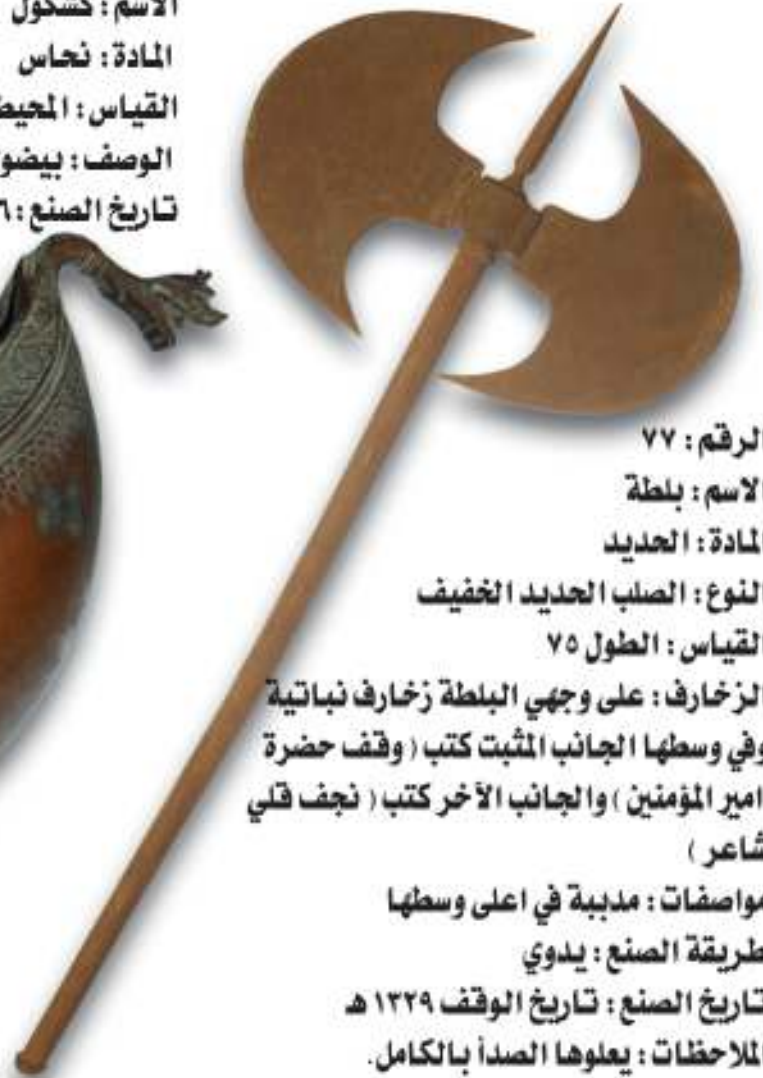 الاسم : كشكول
المادة : نحاس
القياس :
الوصف :
تاريخ الصنع :
الرقم : ٧٧
الاسم : بلطة
المادة : الحديد
النوع : الصلب الحديد الخفيف
القياس : الطول ٧٥
الزخارف : على وجهي البلطة زخارف نباتية
وفي وسطها الجانب المثبت كتب ( وقف حضرة
امير المؤمنين ) والجانب الآخر كتب ( نجف قلي
شاعر )
مواصفات : مدببة في اعلى وسطها
طريقة الصنع : يدوي
تاريخ الصنع : تاريخ الوقف ١٣٢٩ هـ
الملاحظات : يعلوها الصدأ بالكامل.